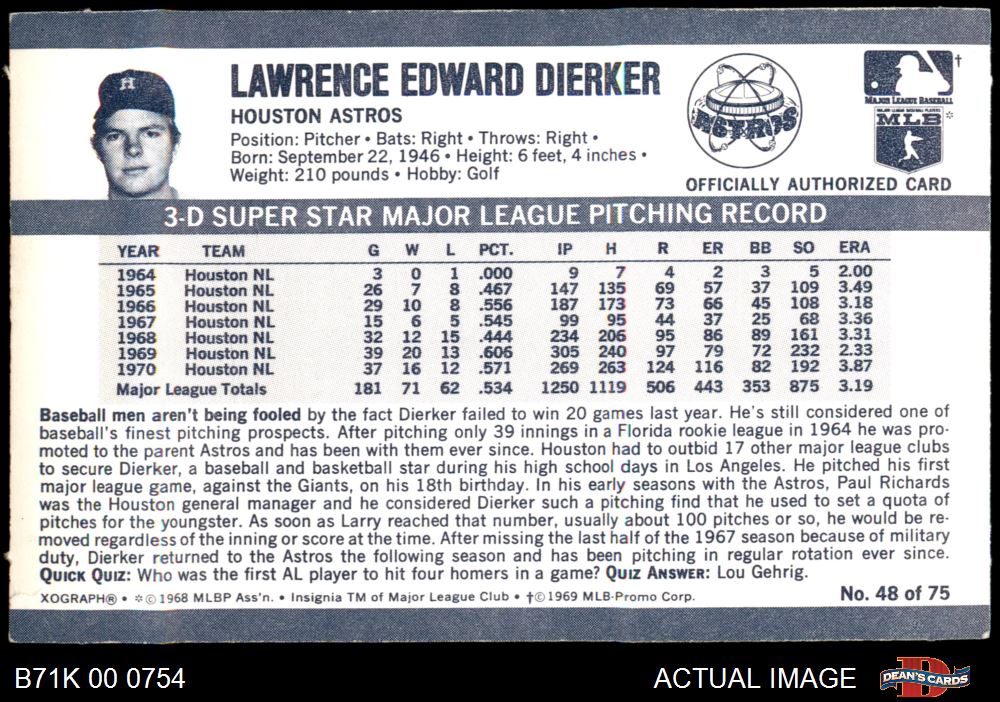 LAWRENCE EDWARD DIERKER
HOUSTON ASTROS
Position: Pitcher • Bats: Right • Throws: Right •
Born: September 22, 1946 • Height: 6 feet, 4 inches •
Weight: 210 pounds • Hobby: Golf
H
ASTROS
†
MAJOR LEAGUE BASEBALL
MAJOR LEAGUE BASEBALL PLAYERS
MLB *
OFFICIALLY AUTHORIZED CARD
3-D SUPER STAR MAJOR LEAGUE PITCHING RECORD
YEAR TEAM G W L PCT. IP H R ER BB SO ERA
1964 Houston NL 3 0 1 .000 9 7 4 2 3 5 2.00
1965 Houston NL 26 7 8 .467 147 135 69 57 37 109 3.49
1966 Houston NL 29 10 8 .556 187 173 73 66 45 108 3.18
1967 Houston NL 15 6 5 .545 99 95 44 37 25 68 3.36
1968 Houston NL 32 12 15 .444 234 206 95 86 89 161 3.31
1969 Houston NL 39 20 13 .606 305 240 97 79 72 232 2.33
1970 Houston NL 37 16 12 .571 269 263 124 116 82 192 3.87
Major League Totals 181 71 62 .534 1250 1119 506 443 353 875 3.19
Baseball men aren't being fooled by the fact Dierker failed to win 20 games last year. He's still considered one of
baseball's finest pitching prospects. After pitching only 39 innings in a Florida rookie league in 1964 he was pro-
moted to the parent Astros and has been with them ever since. Houston had to outbid 17 other major league clubs
to secure Dierker, a baseball and basketball star during his high school days in Los Angeles. He pitched his first
major league game, against the Giants, on his 18th birthday. In his early seasons with the Astros, Paul Richards
was the Houston general manager and he considered Dierker such a pitching find that he used to set a quota of
pitches for the youngster. As soon as Larry reached that number, usually about 100 pitches or so, he would be re-
moved regardless of the inning or score at the time. After missing the last half of the 1967 season because of military
duty, Dierker returned to the Astros the following season and has been pitching in regular rotation ever since.
QUICK QUIZ: Who was the first AL player to hit four homers in a game? QUIZ ANSWER: Lou Gehrig.
XOGRAPH® • *© 1968 MLBP Ass'n. • Insignia TM of Major League Club • †© 1969 MLB-Promo Corp.
No. 48 of 75
B71K 00 0754
ACTUAL IMAGE
D
DEAN'S CARDS